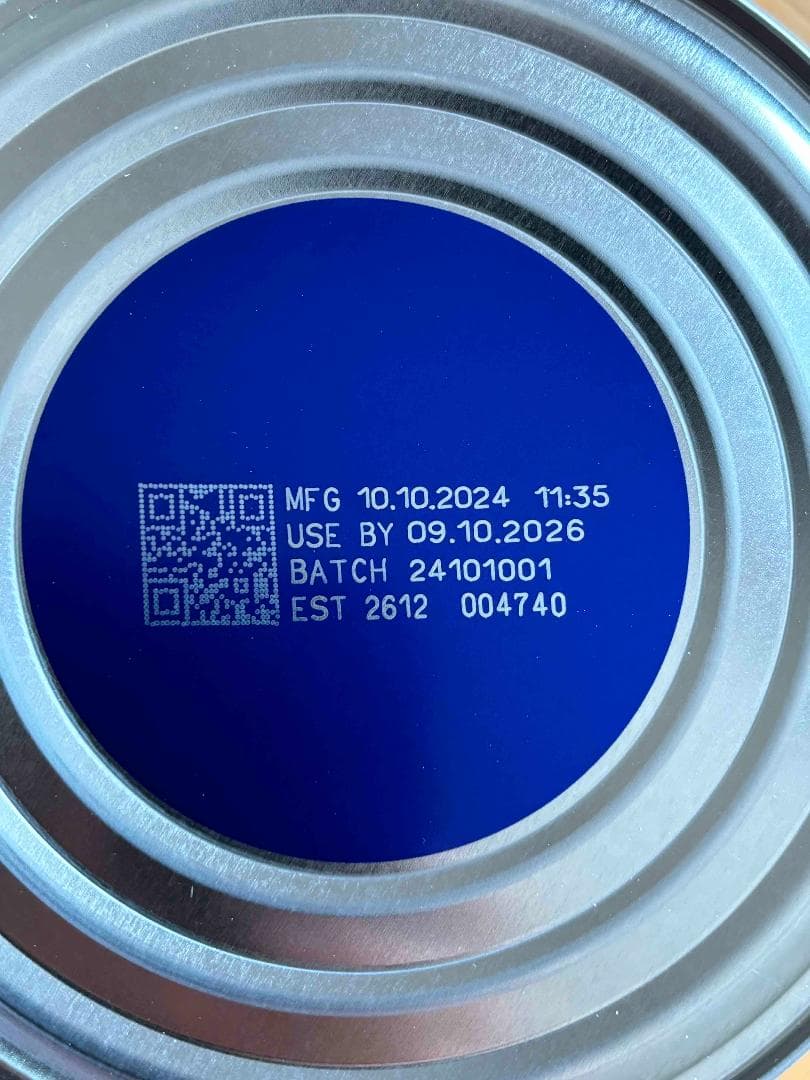 MFG 10.10.2024 11:35
USE BY 09.10.2026
BATCH 24101001
EST 2612 004740